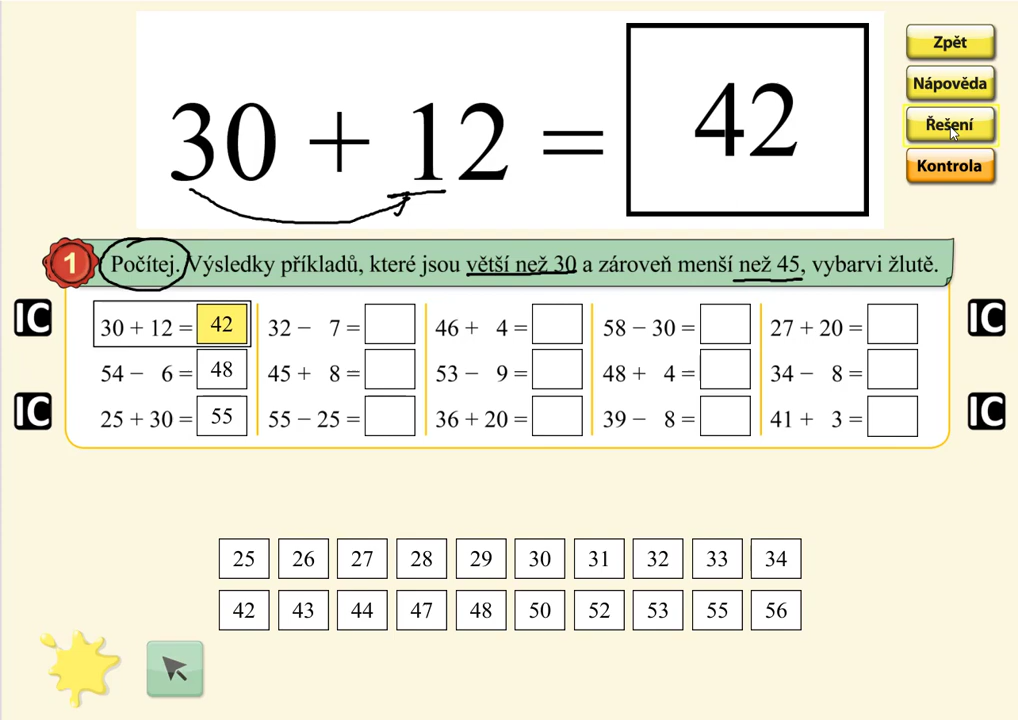 30 + 12 = 42
Zpět
Nápověda
Řešení
Kontrola
1 Počítej. Výsledky příkladů, které jsou větší než 30 a zároveň menší než 45, vybarvi žlutě.
IC IC
30 + 12 = 42 32 − 7 = 46 + 4 = 58 − 30 = 27 + 20 =
54 − 6 = 48 45 + 8 = 53 − 9 = 48 + 4 = 34 − 8 =
IC IC
25 + 30 = 55 55 − 25 = 36 + 20 = 39 − 8 = 41 + 3 =
25 26 27 28 29 30 31 32 33 34
42 43 44 47 48 50 52 53 55 56